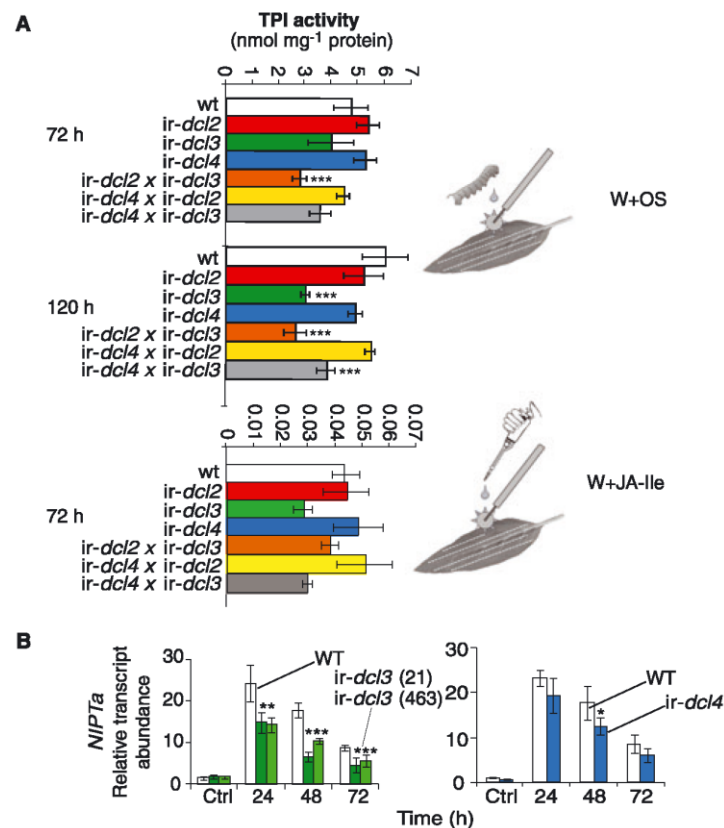 A
TPI activity
(nmol mg-1 protein)
0 1 2 3 4 5 6 7
72 h
wt
ir-dcl2
ir-dcl3
ir-dcl4
ir-dcl2 x ir-dcl3 ***
ir-dcl4 x ir-dcl2
ir-dcl4 x ir-dcl3
W+OS
120 h
wt
ir-dcl2
ir-dcl3 ***
ir-dcl4
ir-dcl2 x ir-dcl3 ***
ir-dcl4 x ir-dcl2
ir-dcl4 x ir-dcl3 ***
0 0.01 0.02 0.03 0.04 0.05 0.06 0.07
72 h
wt
ir-dcl2
ir-dcl3
ir-dcl4
ir-dcl2 x ir-dcl3
ir-dcl4 x ir-dcl2
ir-dcl4 x ir-dcl3
W+JA-Ile
B
NIPTa
Relative transcript
abundance
30
20
10
0
WT
ir-dcl3 (21)
ir-dcl3 (463)
** *** ***
Ctrl 24 48 72
30
20
10
0
WT
ir-dcl4
*
Ctrl 24 48 72
Time (h)